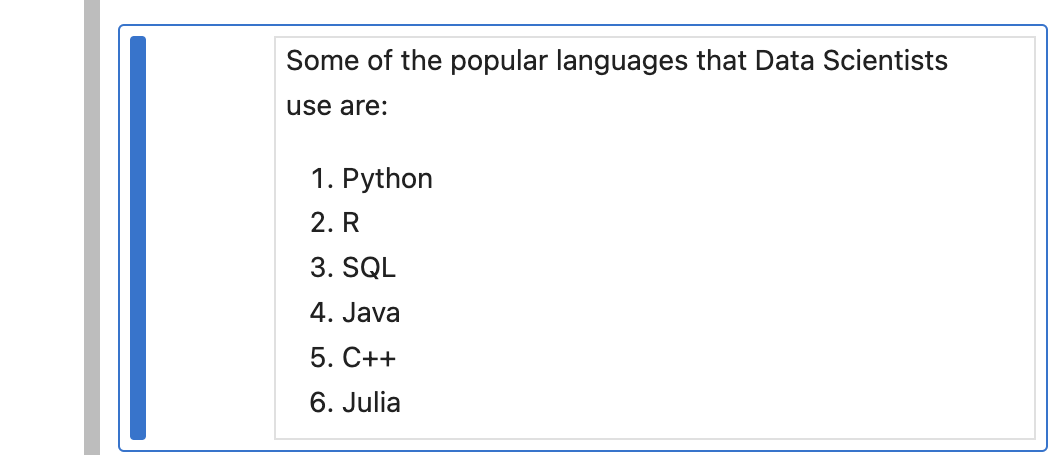 Some of the popular languages that Data Scientists
use are:
1. Python
2. R
3. SQL
4. Java
5. C++
6. Julia